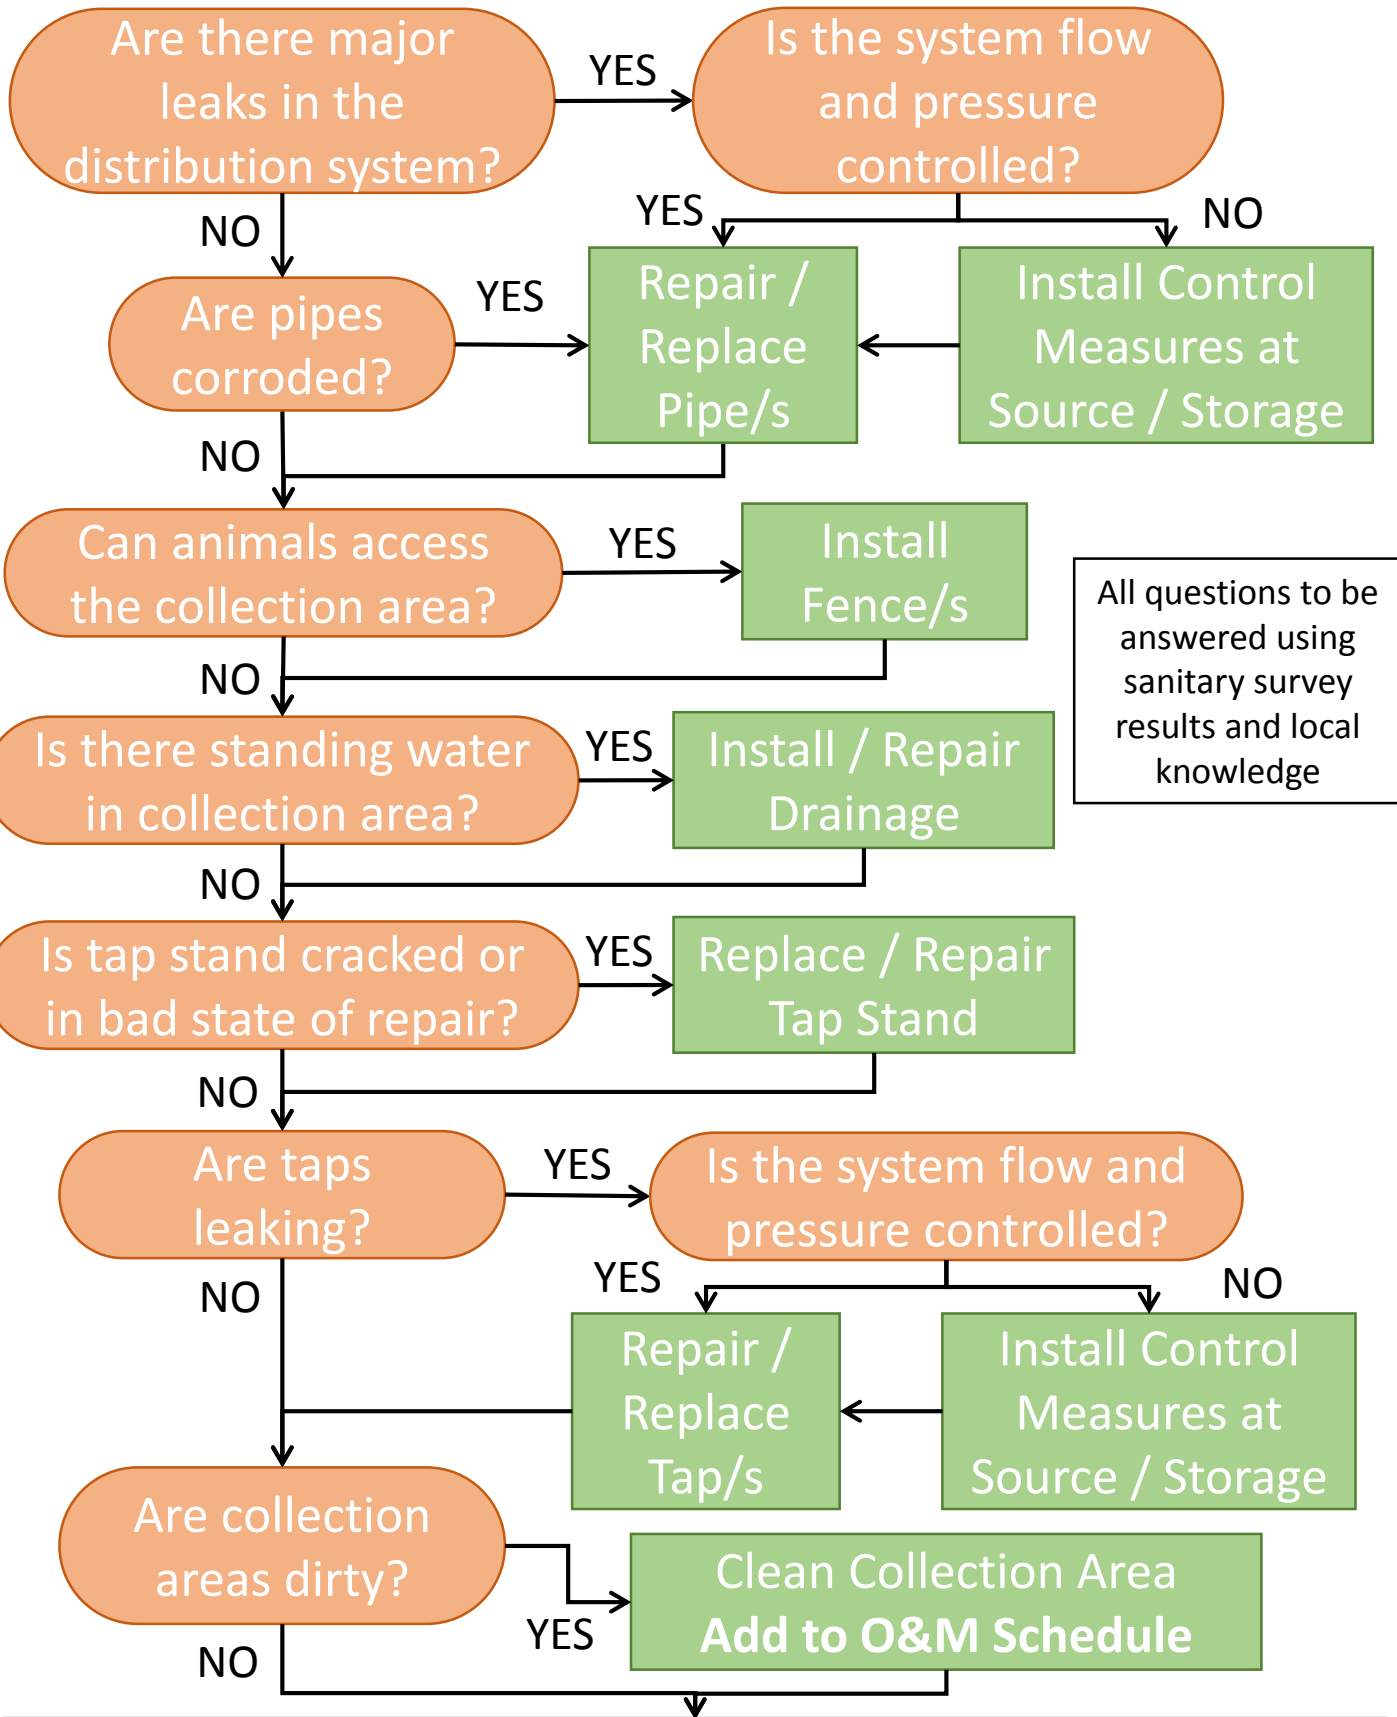 Are there major
leaks in the
distribution system?
YES
Is the system flow
and pressure
controlled?
NO
YES
NO
Are pipes
corroded?
YES
Repair /
Replace
Pipe/s
Install Control
Measures at
Source / Storage
NO
Can animals access
the collection area?
YES
Install
Fence/s
All questions to be
answered using
sanitary survey
results and local
knowledge
NO
Is there standing water
in collection area?
YES
Install / Repair
Drainage
NO
Is tap stand cracked or
in bad state of repair?
YES
Replace / Repair
Tap Stand
NO
Are taps
leaking?
YES
Is the system flow and
pressure controlled?
NO
YES
NO
Repair /
Replace
Tap/s
Install Control
Measures at
Source / Storage
Are collection
areas dirty?
YES
Clean Collection Area
Add to O&M Schedule
NO